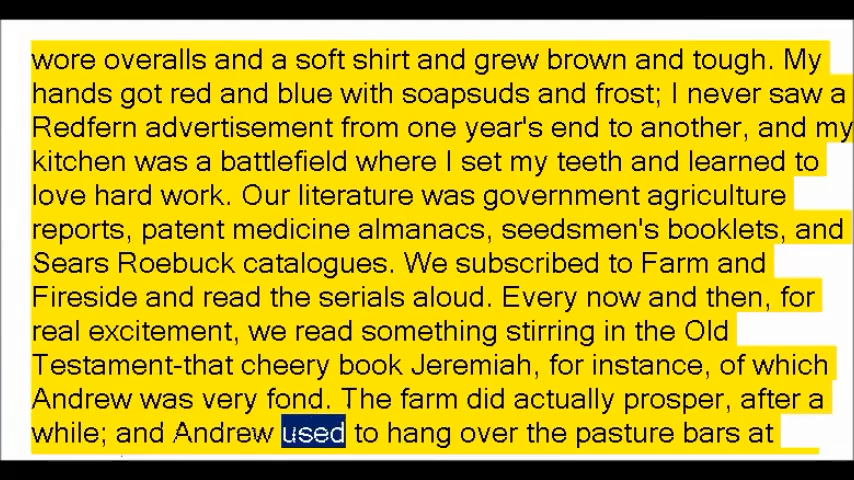 wore overalls and a soft shirt and grew brown and tough. My
hands got red and blue with soapsuds and frost; I never saw a
Redfern advertisement from one year's end to another, and my
kitchen was a battlefield where I set my teeth and learned to
love hard work. Our literature was government agriculture
reports, patent medicine almanacs, seedsmen's booklets, and
Sears Roebuck catalogues. We subscribed to Farm and
Fireside and read the serials aloud. Every now and then, for
real excitement, we read something stirring in the Old
Testament-that cheery book Jeremiah, for instance, of which
Andrew was very fond. The farm did actually prosper, after a
while; and Andrew used to hang over the pasture bars at